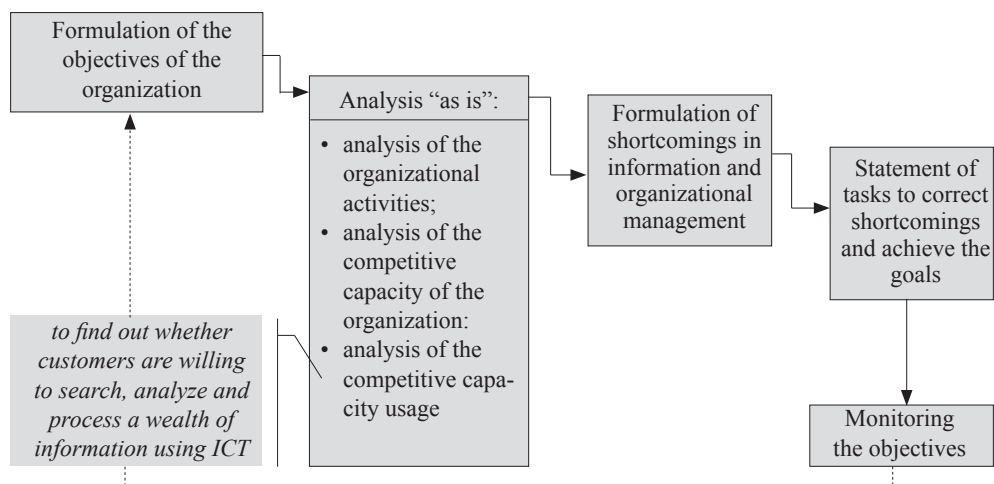 Formulation of the
objectives of the
organization
Analysis “as is”:
• analysis of the
organizational
activities;
• analysis of the
competitive
capacity of the
organization:
• analysis of the
competitive capa-
city usage
Formulation of
shortcomings in
information and
organizational
management
Statement of
tasks to correct
shortcomings
and achieve the
goals
to find out whether
customers are willing
to search, analyze and
process a wealth of
information using ICT
Monitoring
the objectives